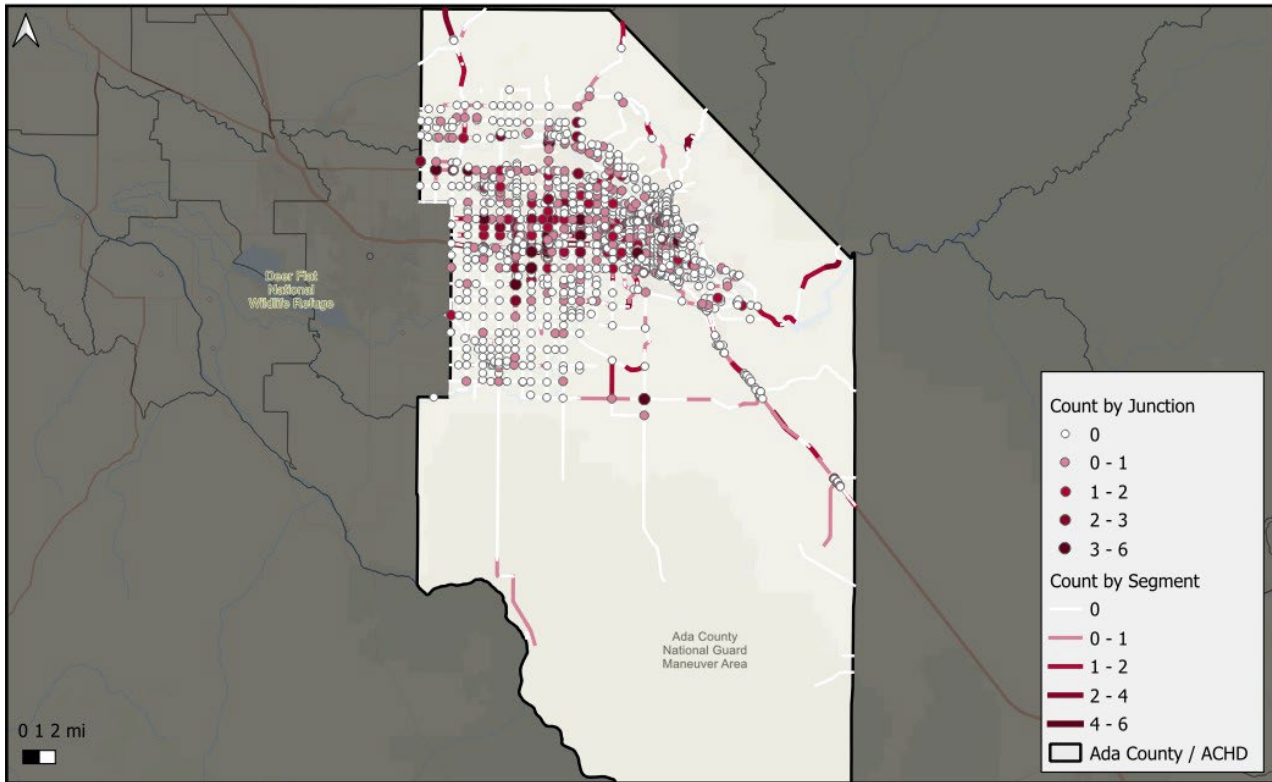 Deer Flat
National
Wildlife Refuge
Ada County
National Guard
Maneuver Area
0 1 2 mi
Count by Junction
0
0 - 1
1 - 2
2 - 3
3 - 6
Count by Segment
0
0 - 1
1 - 2
2 - 4
4 - 6
Ada County / ACHD